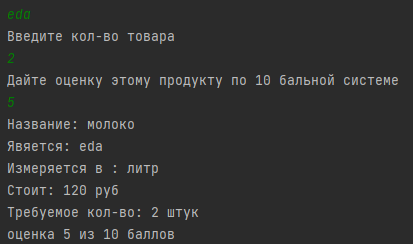 eda
Введите кол-во товара
2
Дайте оценку этому продукту по 10 бальной системе
5
Название: молоко
Явяется: eda
Измеряется в : литр
Стоит: 120 руб
Требуемое кол-во: 2 штук
оценка 5 из 10 баллов